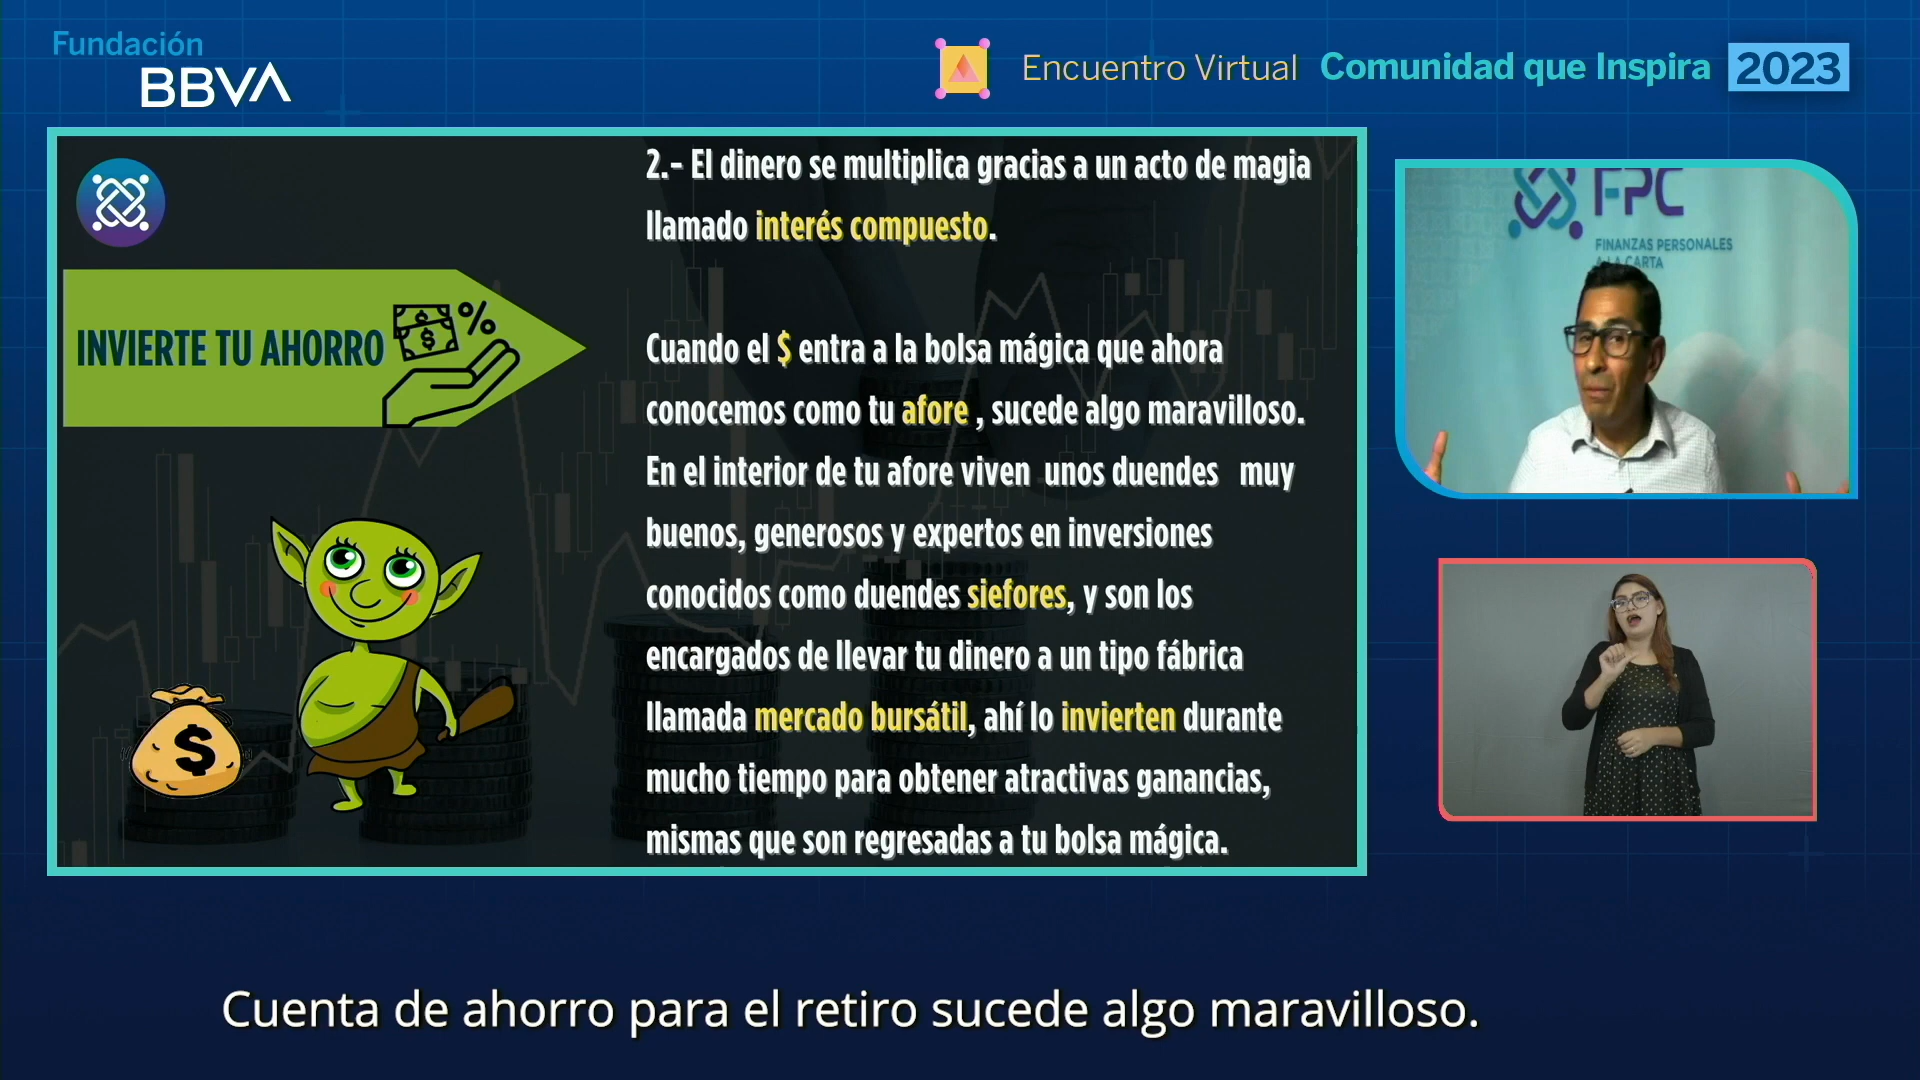 Fundación
BBVA
Encuentro Virtual Comunidad que Inspira 2023
INVIERTE TU AHORRO
$ $ %
$
2.- El dinero se multiplica gracias a un acto de magia
llamado interés compuesto.
Cuando el $ entra a la bolsa mágica que ahora
conocemos como tu afore , sucede algo maravilloso.
En el interior de tu afore viven unos duendes muy
buenos, generosos y expertos en inversiones
conocidos como duendes siefores, y son los
encargados de llevar tu dinero a un tipo fábrica
llamada mercado bursátil, ahí lo invierten durante
mucho tiempo para obtener atractivas ganancias,
mismas que son regresadas a tu bolsa mágica.
FPC
FINANZAS PERSONALES
A LA CARTA
Cuenta de ahorro para el retiro sucede algo maravilloso.